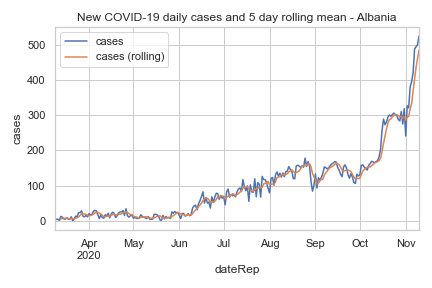 New COVID-19 daily cases and 5 day rolling mean - Albania
cases
cases (rolling)
500
400
300
200
100
0
cases
Apr Mav Jun Jul Aug Sep Oct Nov
2020
dateRep